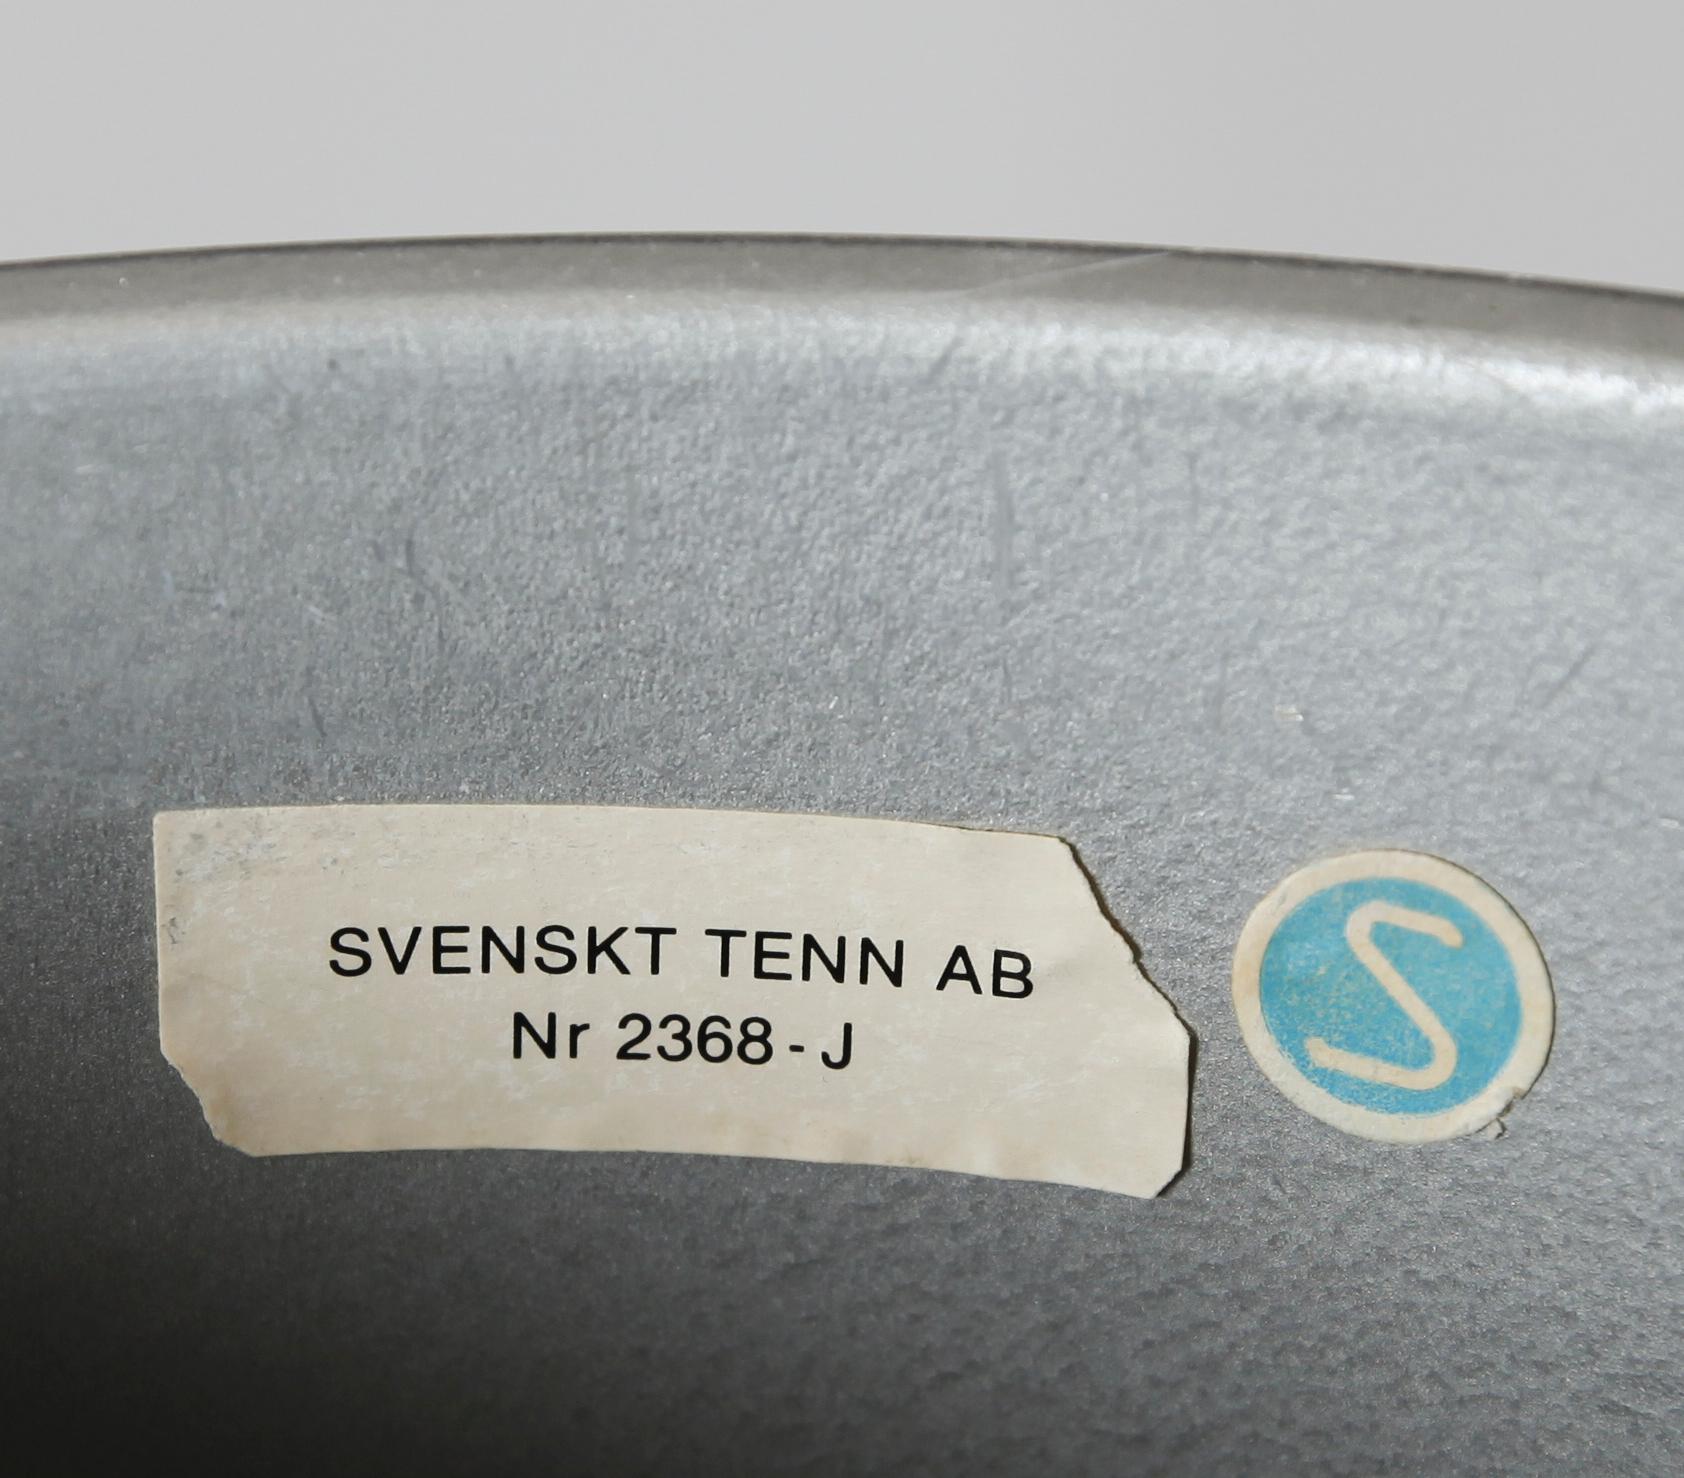 SVENSKT TENN AB
Nr 2368-J
S